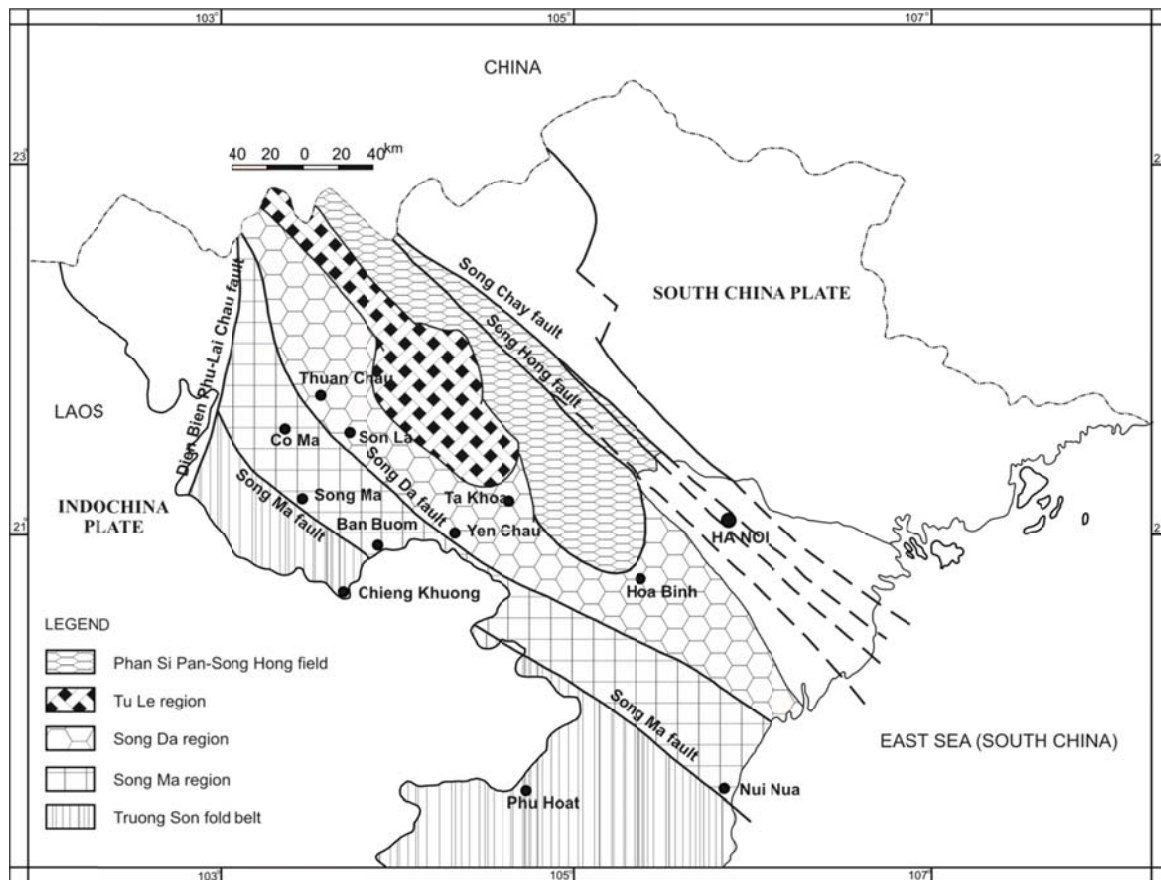 103°
105°
107°
CHINA
23°
2
40 20 0 20 40 km
Song Chay fault
SOUTH CHINA PLATE
Song Hong fault
Dien Bien Phu-Lai Chau fault
Thuan Chau
LAOS
Co Ma
Son La
Song Da fault
Song Ma
Ta Khoa
INDOCHINA
PLATE
Song Ma fault
Ban Buom
Yen Chau
HA NOI
21°
2
Hoa Binh
Chieng Khuong
LEGEND
Phan Si Pan-Song Hong field
Tu Le region
Song Da region
Song Ma region
Truong Son fold belt
Song Ma fault
EAST SEA (SOUTH CHINA)
Phu Hoat
Nui Nua
103°
105°
107°